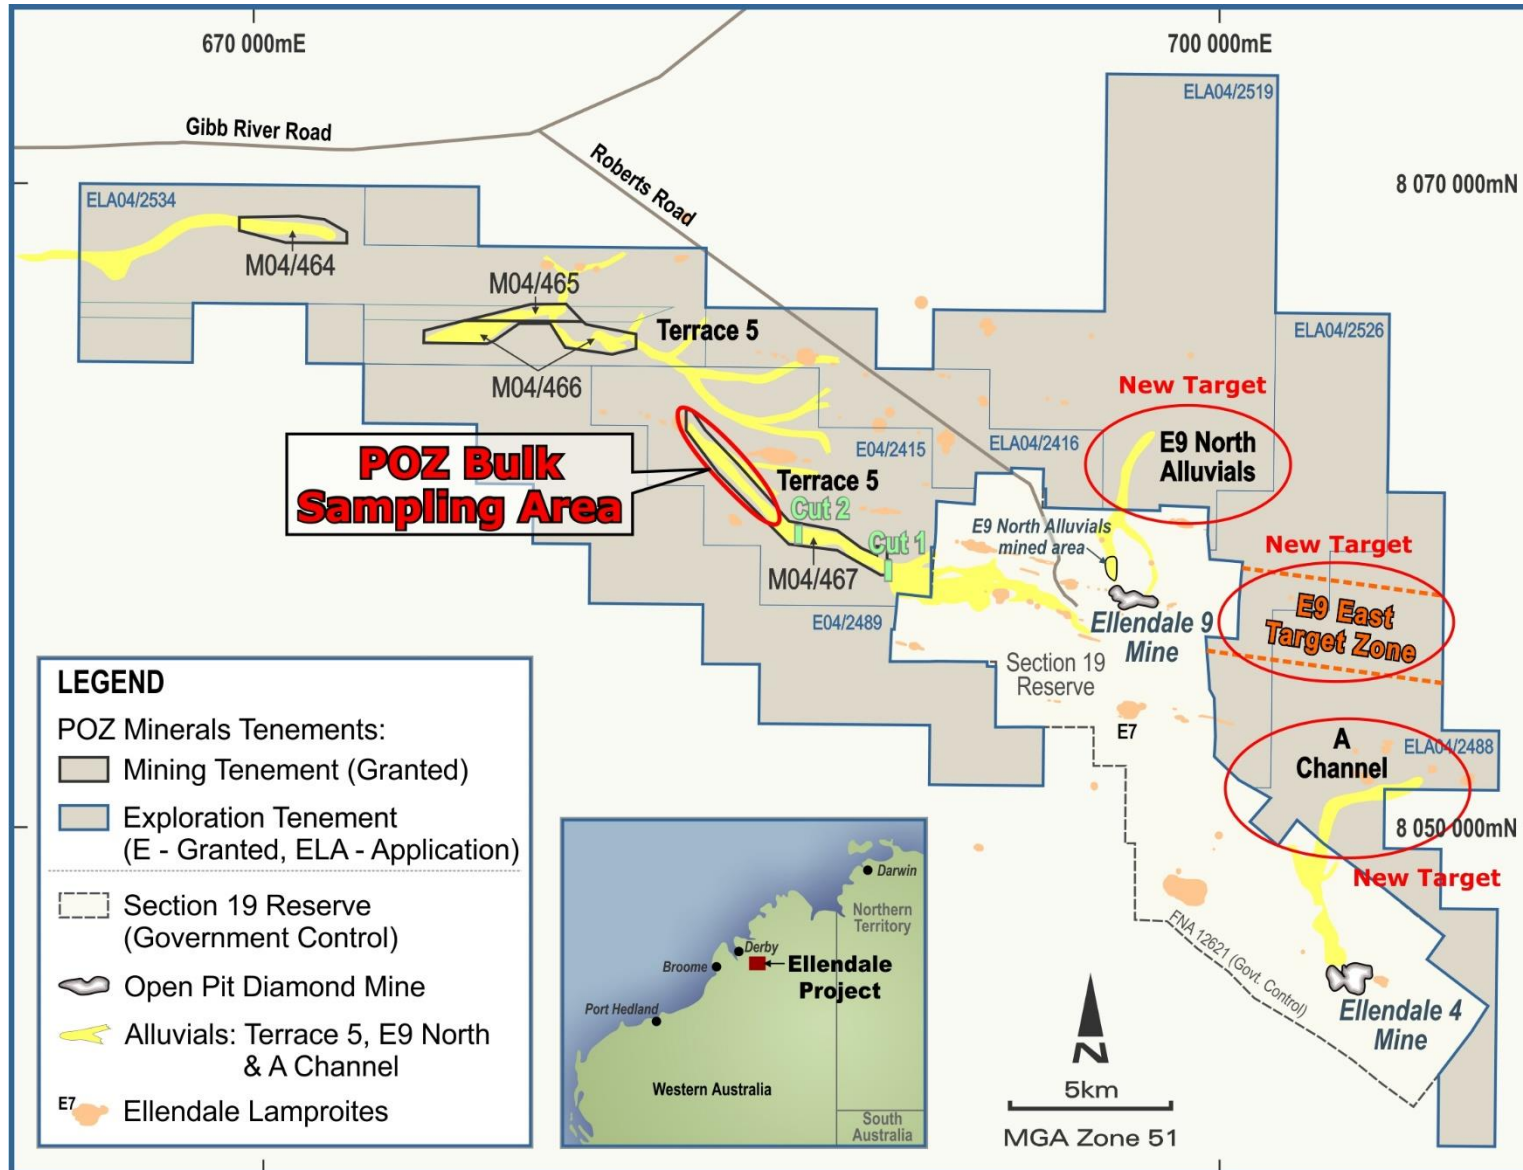 670 000mE
700 000mE
ELA04/2519
Gibb River Road
Roberts Road
8 070 000mN
ELA04/2534
M04/464
M04/465
Terrace 5
ELA04/2526
M04/466
New Target
E04/2415
ELA04/2416
E9 North
Alluvials
POZ Bulk
Sampling Area
Terrace 5
Cut 2
Cut 1
E9 North Alluvials
mined area
New Target
M04/467
E04/2489
Ellendale 9
Mine
E9 East
Target Zone
Section 19
Reserve
E7
A
Channel
ELA04/2488
8 050 000mN
New Target
FNA 12621 (Govt. Control)
Ellendale 4
Mine
LEGEND
POZ Minerals Tenements:
Mining Tenement (Granted)
Exploration Tenement
(E - Granted, ELA - Application)
Section 19 Reserve
(Government Control)
Open Pit Diamond Mine
Alluvials: Terrace 5, E9 North
& A Channel
E7
Ellendale Lamproites
Darwin
Northern
Territory
Derby
Broome
Ellendale
Project
Port Hedland
Western Australia
South
Australia
N
5km
MGA Zone 51